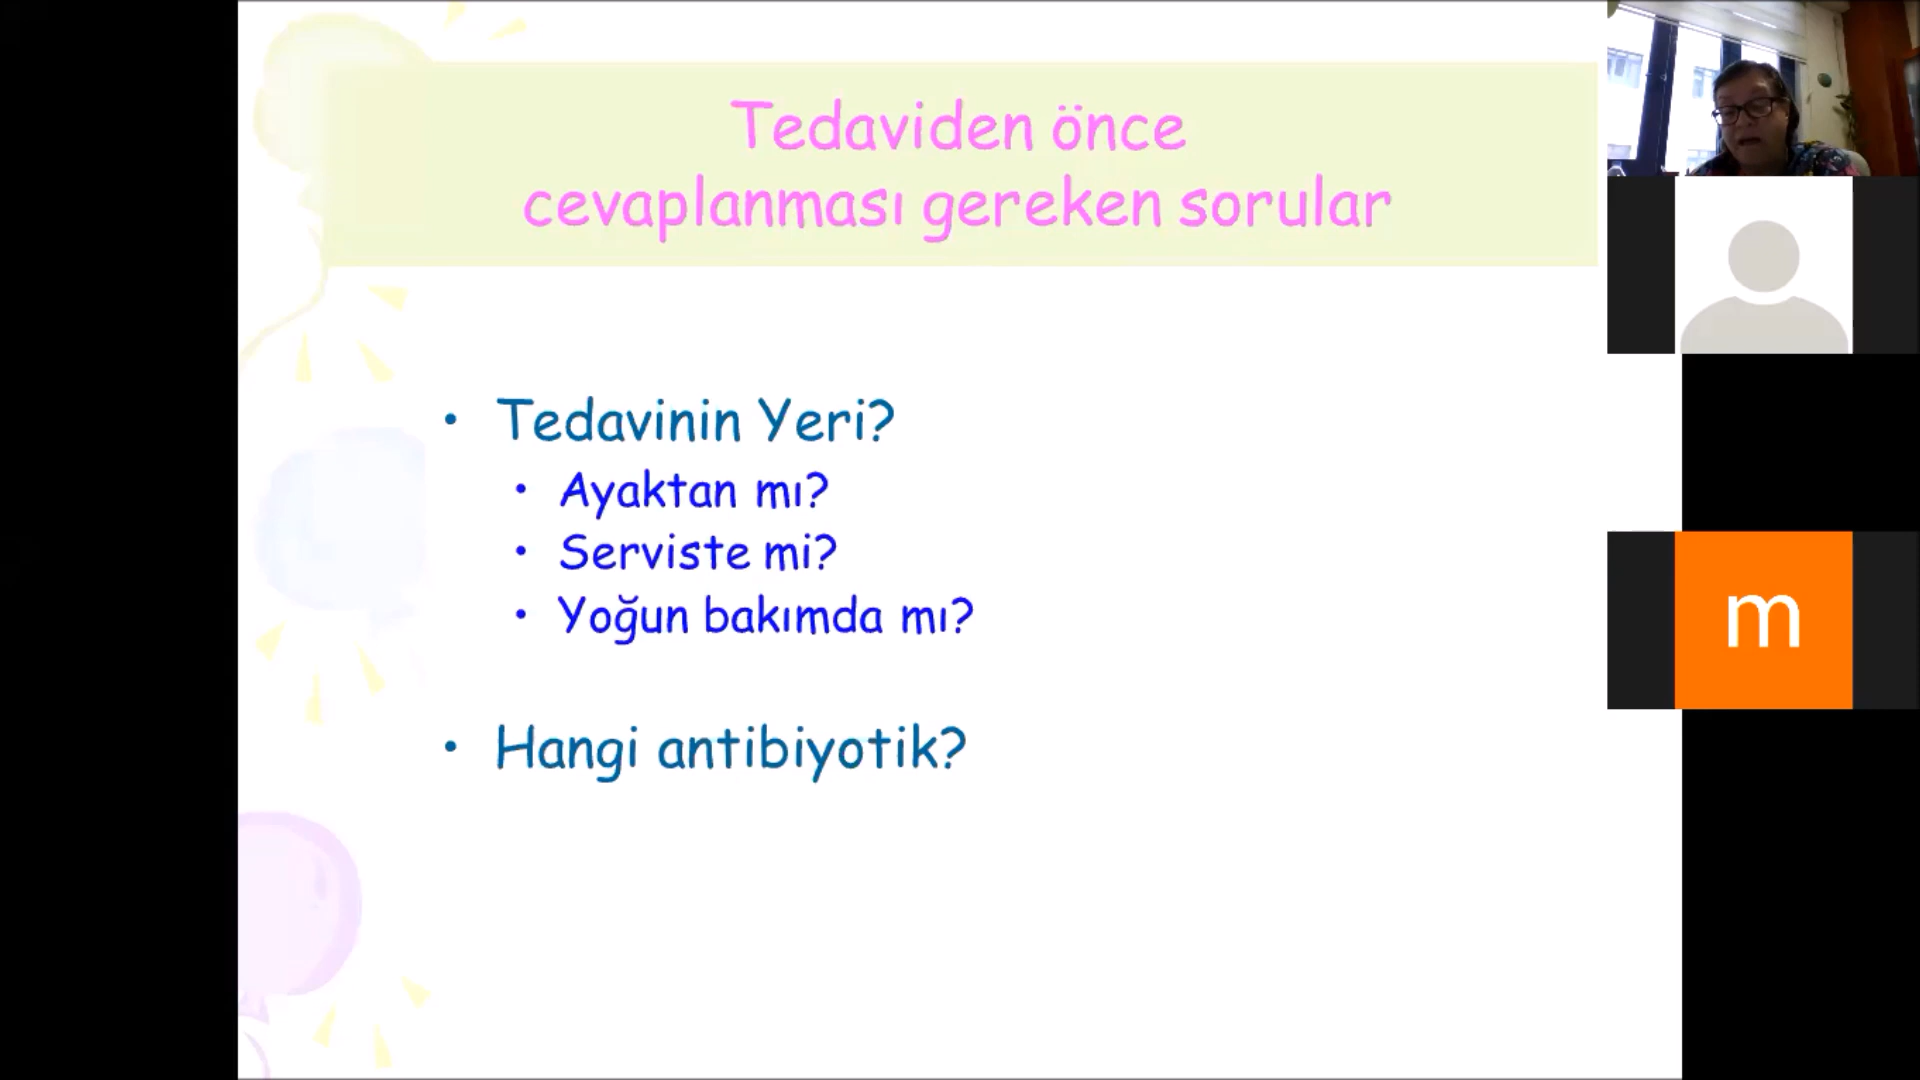 Tedaviden önce
cevaplanması gereken sorular
• Tedavinin Yeri?
• Ayaktan mı?
• Serviste mi?
• Yoğun bakımda mı?
• Hangi antibiyotik?
m